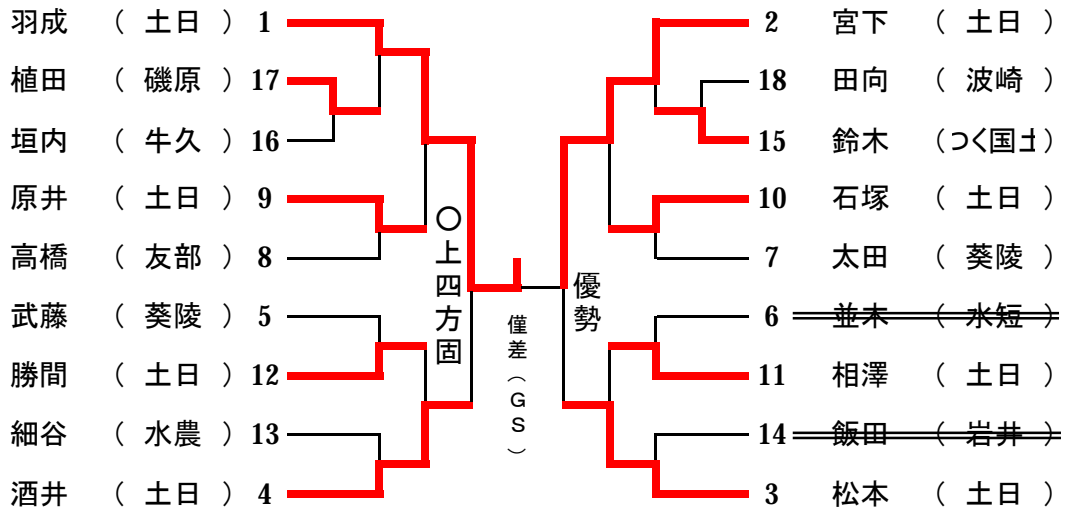 羽成 （ 土日 ） 1
植田 （ 磯原 ） 17
垣内 （ 牛久 ） 16
原井 （ 土日 ） 9
高橋 （ 友部 ） 8
武藤 （ 葵陵 ） 5
勝間 （ 土日 ） 12
細谷 （ 水農 ） 13
酒井 （ 土日 ） 4
〇上四方固
僅差（GS）
優勢
2 宮下 （ 土日 ）
18 田向 （ 波崎 ）
15 鈴木 （つく国土）
10 石塚 （ 土日 ）
7 太田 （ 葵陵 ）
6 並木 （ 水短 ）
11 相澤 （ 土日 ）
14 飯田 （ 岩井 ）
3 松本 （ 土日 ）